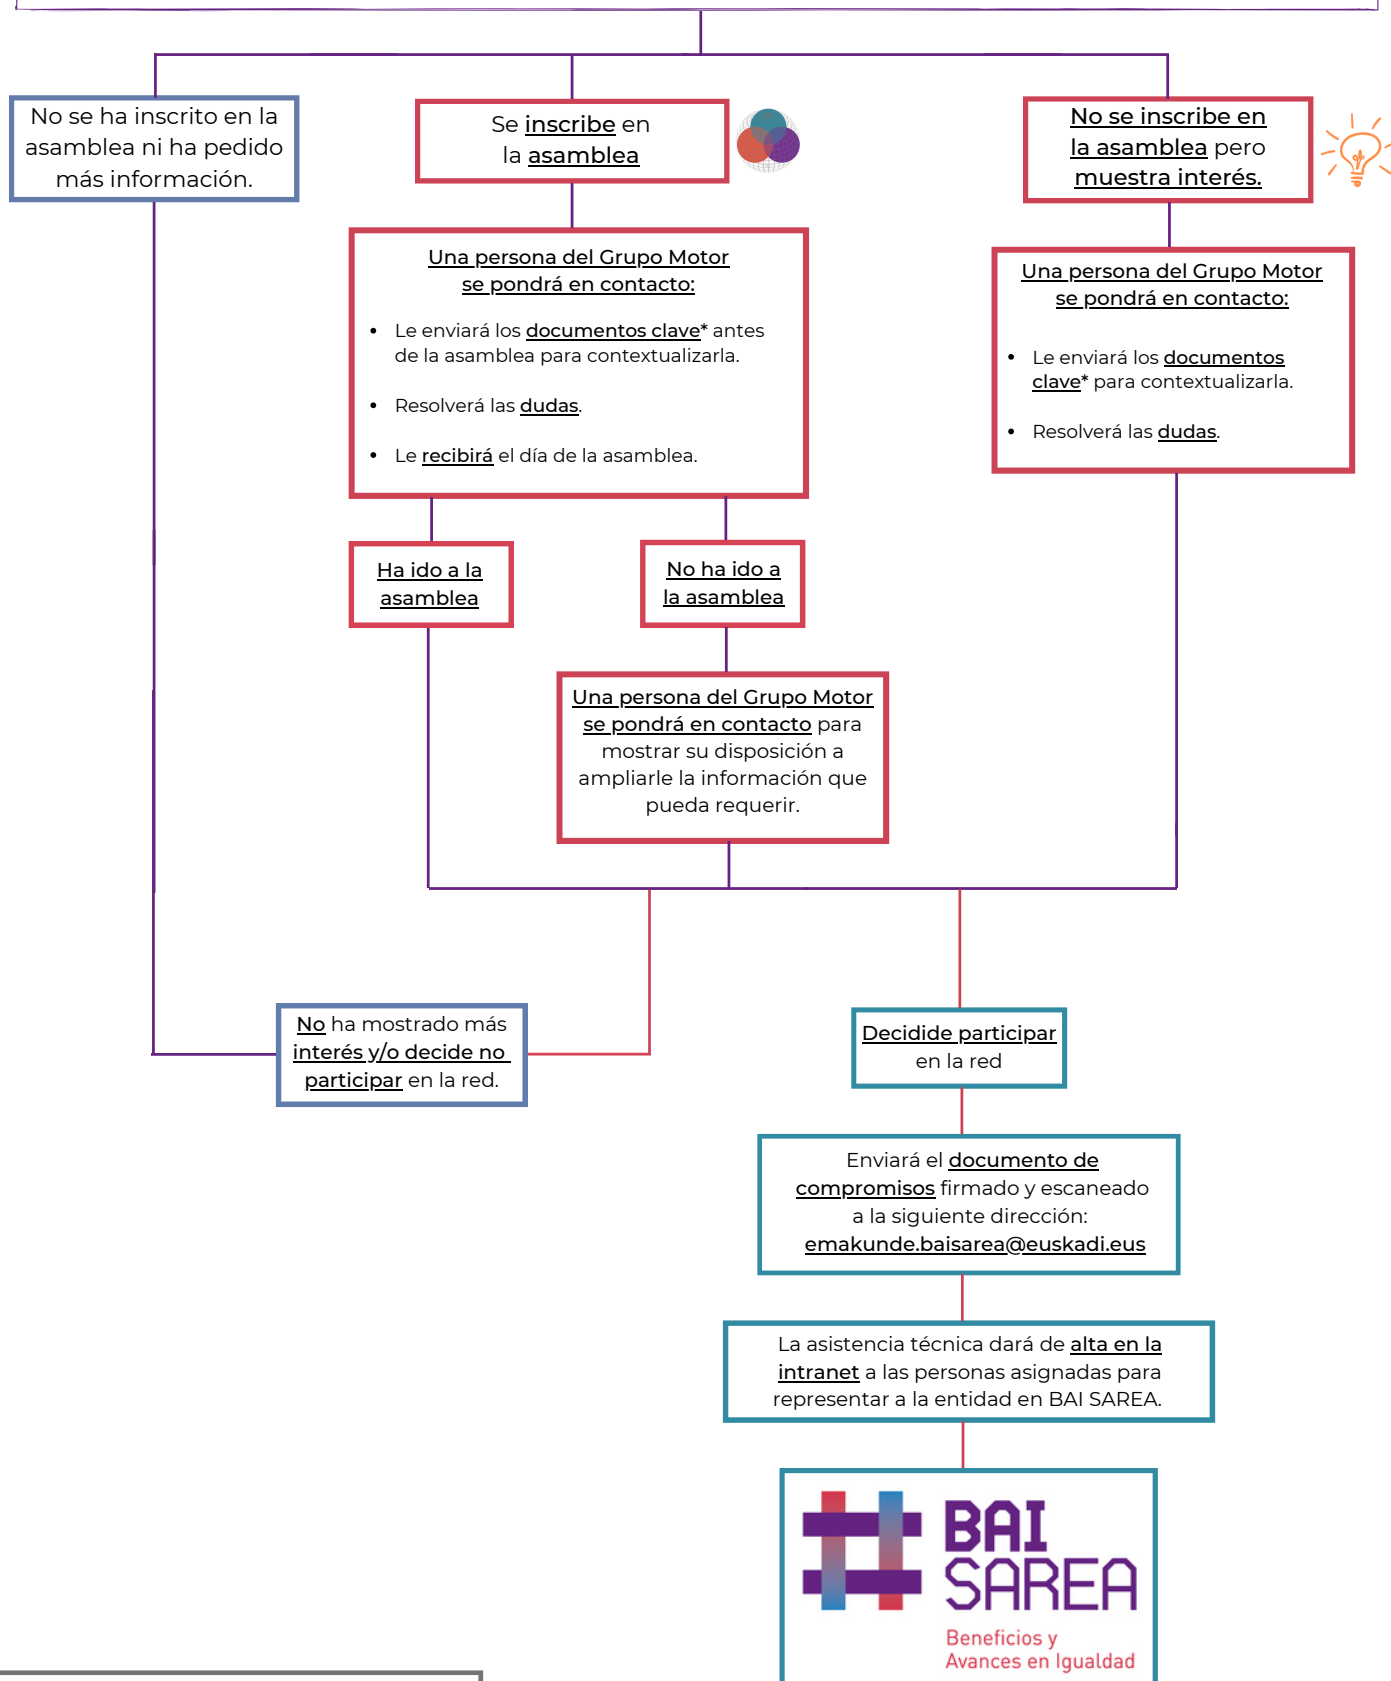 No se ha inscrito en la
asamblea ni ha pedido
más información.
Se inscribe en
la asamblea
No se inscribe en
la asamblea pero
muestra interés.
Una persona del Grupo Motor
se pondrá en contacto:
• Le enviará los documentos clave* antes
de la asamblea para contextualizarla.
• Resolverá las dudas.
• Le recibirá el día de la asamblea.
Una persona del Grupo Motor
se pondrá en contacto:
• Le enviará los documentos
clave* para contextualizarla.
• Resolverá las dudas.
Ha ido a la
asamblea
No ha ido a
la asamblea
Una persona del Grupo Motor
se pondrá en contacto para
mostrar su disposición a
ampliarle la información que
pueda requerir.
No ha mostrado más
interés y/o decide no
participar en la red.
Decidide participar
en la red
Enviará el documento de
compromisos firmado y escaneado
a la siguiente dirección:
emakunde.baisarea@euskadi.eus
La asistencia técnica dará de alta en la
intranet a las personas asignadas para
representar a la entidad en BAI SAREA.
BAI
SAREA
Beneficios y
Avances en Igualdad